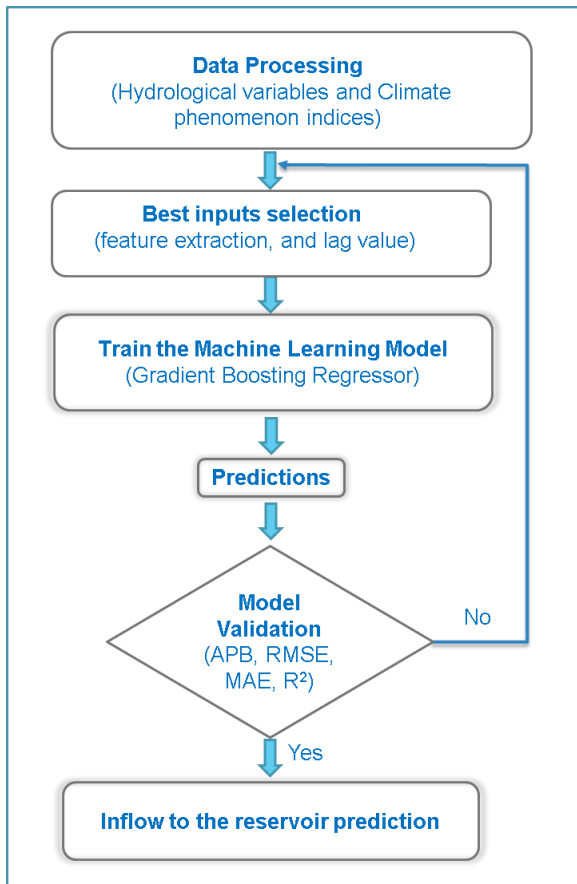 Data Processing
(Hydrological variables and Climate
phenomenon indices)
Best inputs selection
(feature extraction, and lag value)
Train the Machine Learning Model
(Gradient Boosting Regressor)
Predictions
Model
Validation
(APB, RMSE,
MAE, R²)
No
Yes
Inflow to the reservoir prediction